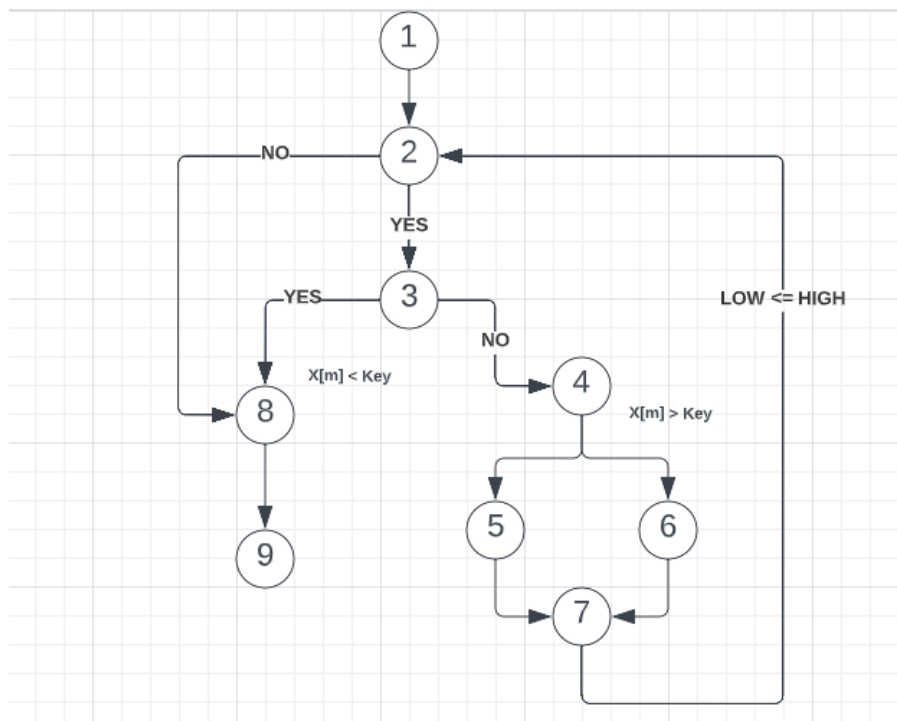 1
NO
2
YES
YES
3
LOW <= HIGH
NO
X[m] < Key
4
8
X[m] > Key
5
6
9
7